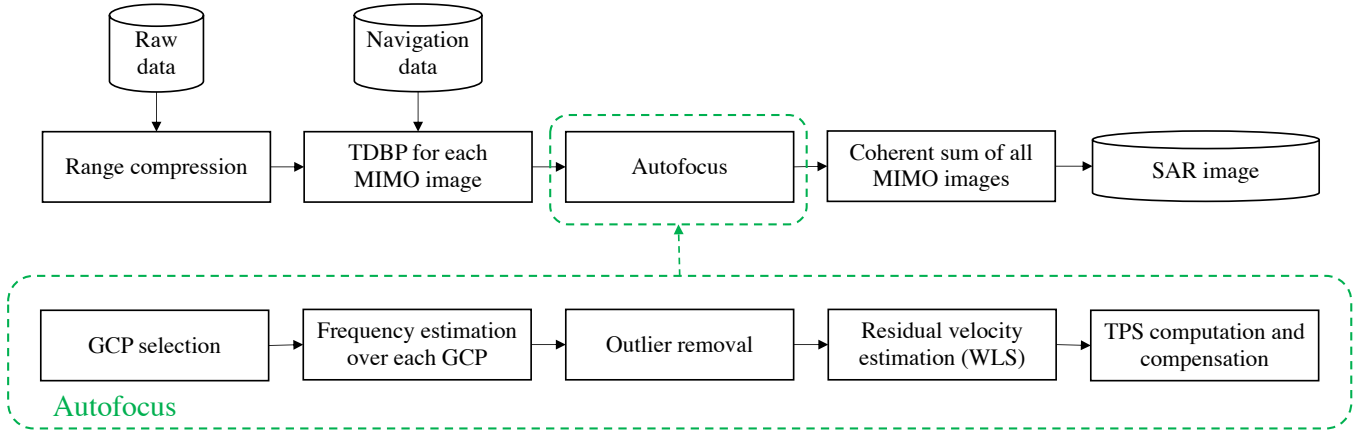 Raw
data
Navigation
data
Range compression
TDBP for each
MIMO image
Autofocus
Coherent sum of all
MIMO images
SAR image
GCP selection
Frequency estimation
over each GCP
Outlier removal
Residual velocity
estimation (WLS)
TPS computation and
compensation
Autofocus